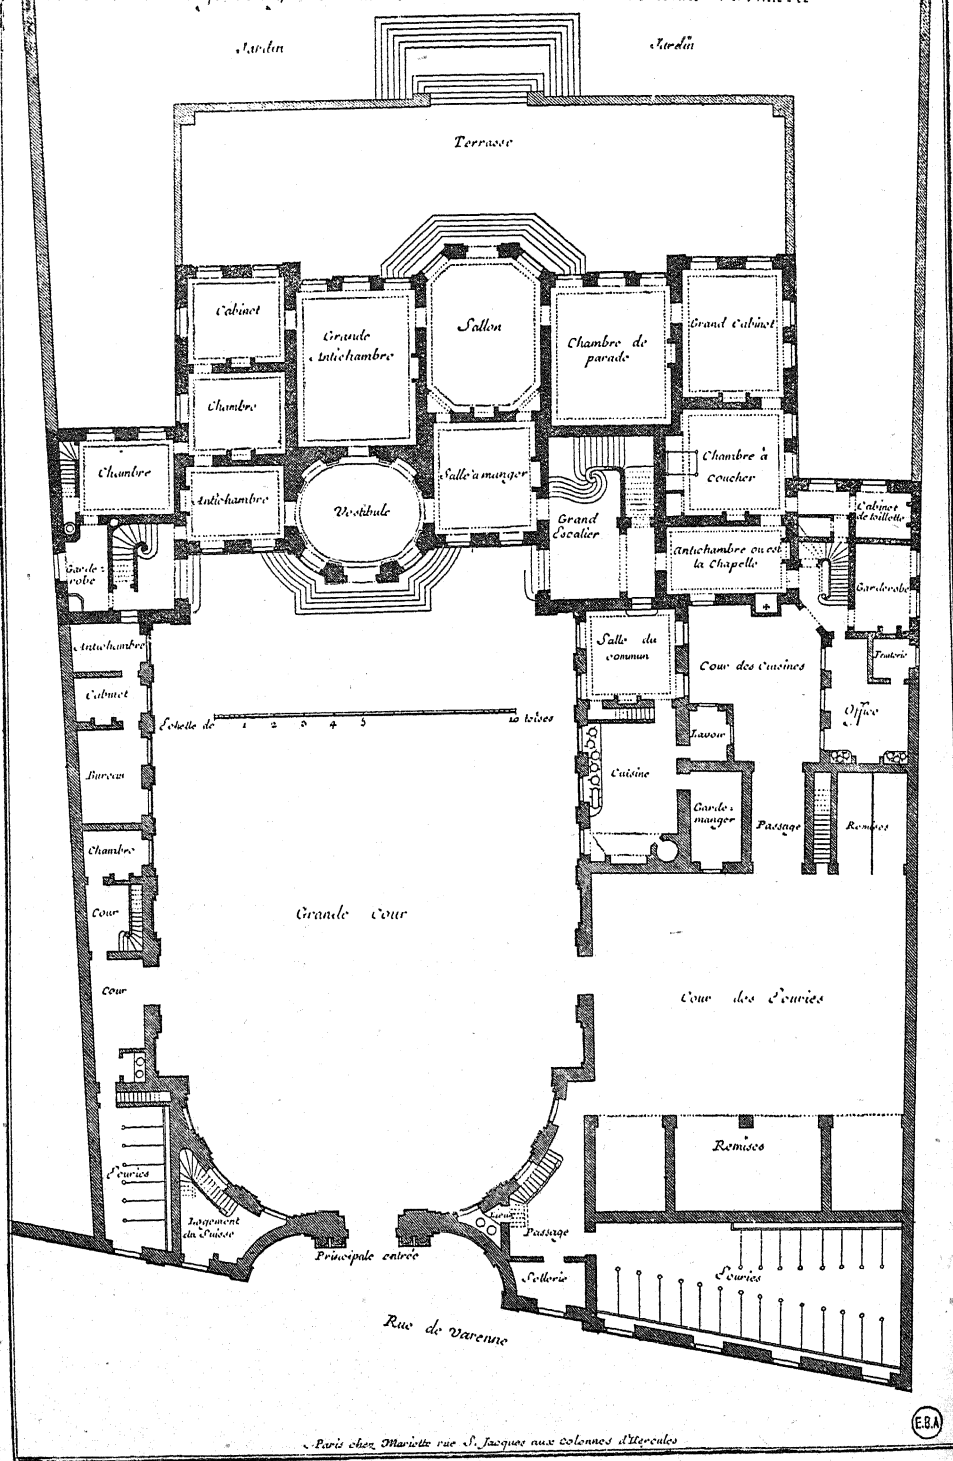 Jardin
Jardin
Terrasse
Cabinet
Grande
Antichambre
Sallon
Chambre de
parade
Grand Cabinet
Chambre
Chambre
Antichambre
Vestibule
Salle à manger
Grand
Escalier
Chambre à
coucher
Cabinet
de toillette
Antichambre ou est
la Chapelle
Garde=
robe
Garderobe
Antichambre
Salle du
commun
Cour des Cuisines
Fruiterie
Cabinet
Office
Echelle de 1 2 3 4 5 10 toises
Lavoir
Bureau
Cuisine
Garde=
manger
Passage
Remises
Chambre
Cour
Grande Cour
Cour
Cour des Ecuries
Remises
Ecuries
Logement
du Suisse
Lieux
Passage
Principale entrée
Sellerie
Ecuries
Rue de Varenne
A Paris chez Mariette rüe S. Jacques aux colonnes d'Hercules
E.B.A